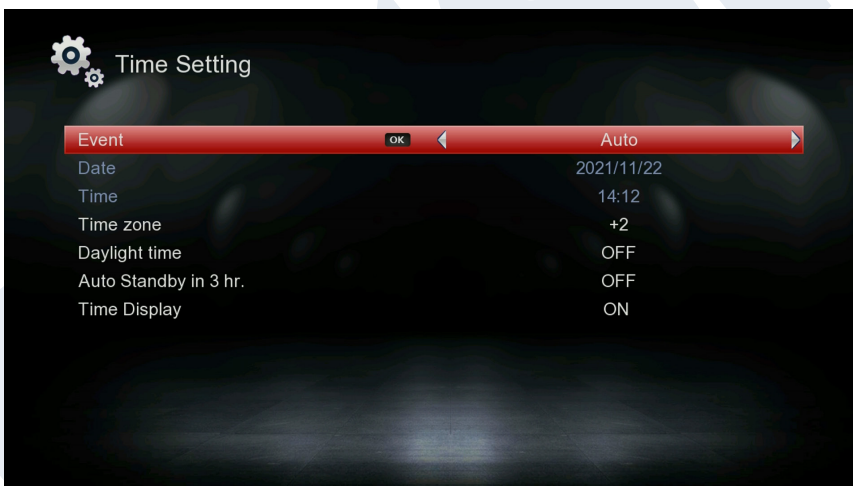 Time Setting
Event OK Auto
Date 2021/11/22
Time 14:12
Time zone +2
Daylight time OFF
Auto Standby in 3 hr. OFF
Time Display ON